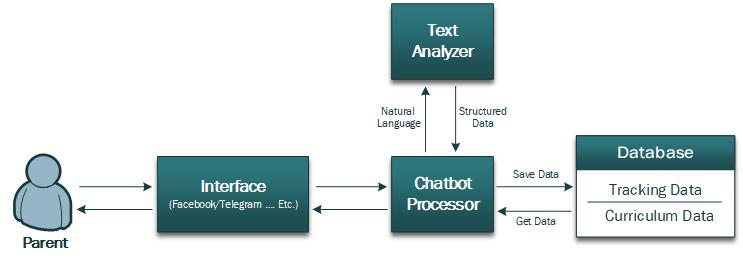 Text
Analyzer
Natural
Language
Structured
Data
Interface
(Facebook/Telegram .... Etc.)
Chatbot
Processor
Save Data
Get Data
Database
Tracking Data
Curriculum Data
Parent